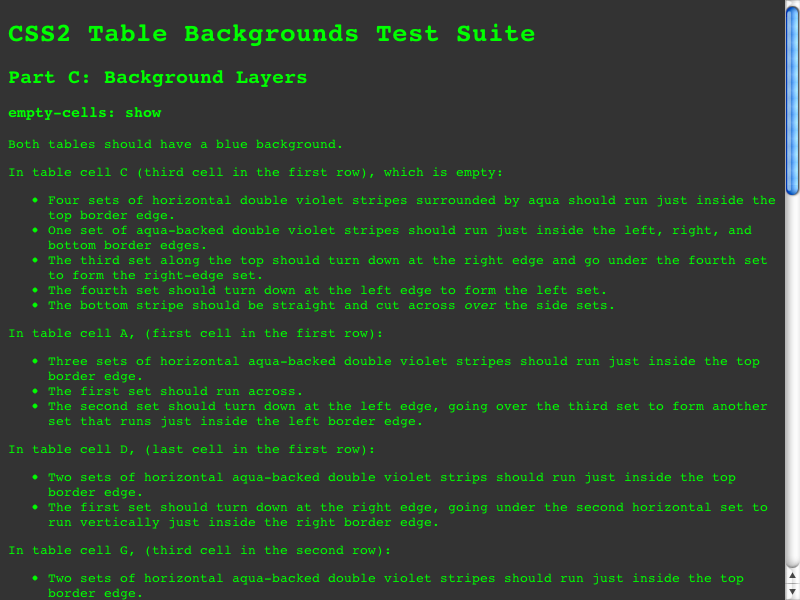 CSS2 Table Backgrounds Test Suite
Part C: Background Layers
empty-cells: show
Both tables should have a blue background.
In table cell C (third cell in the first row), which is empty:
• Four sets of horizontal double violet stripes surrounded by aqua should run just inside the
top border edge.
• One set of aqua-backed double violet stripes should run just inside the left, right, and
bottom border edges.
• The third set along the top should turn down at the right edge and go under the fourth set
to form the right-edge set.
• The fourth set should turn down at the left edge to form the left set.
• The bottom stripe should be straight and cut across over the side sets.
In table cell A, (first cell in the first row):
• Three sets of horizontal aqua-backed double violet stripes should run just inside the top
border edge.
• The first set should run across.
• The second set should turn down at the left edge, going over the third set to form another
set that runs just inside the left border edge.
In table cell D, (last cell in the first row):
• Two sets of horizontal aqua-backed double violet strips should run just inside the top
border edge.
• The first set should turn down at the right edge, going under the second horizontal set to
run vertically just inside the right border edge.
In table cell G, (third cell in the second row):
• Two sets of horizontal aqua-backed double violet stripes should run just inside the top
border edge.